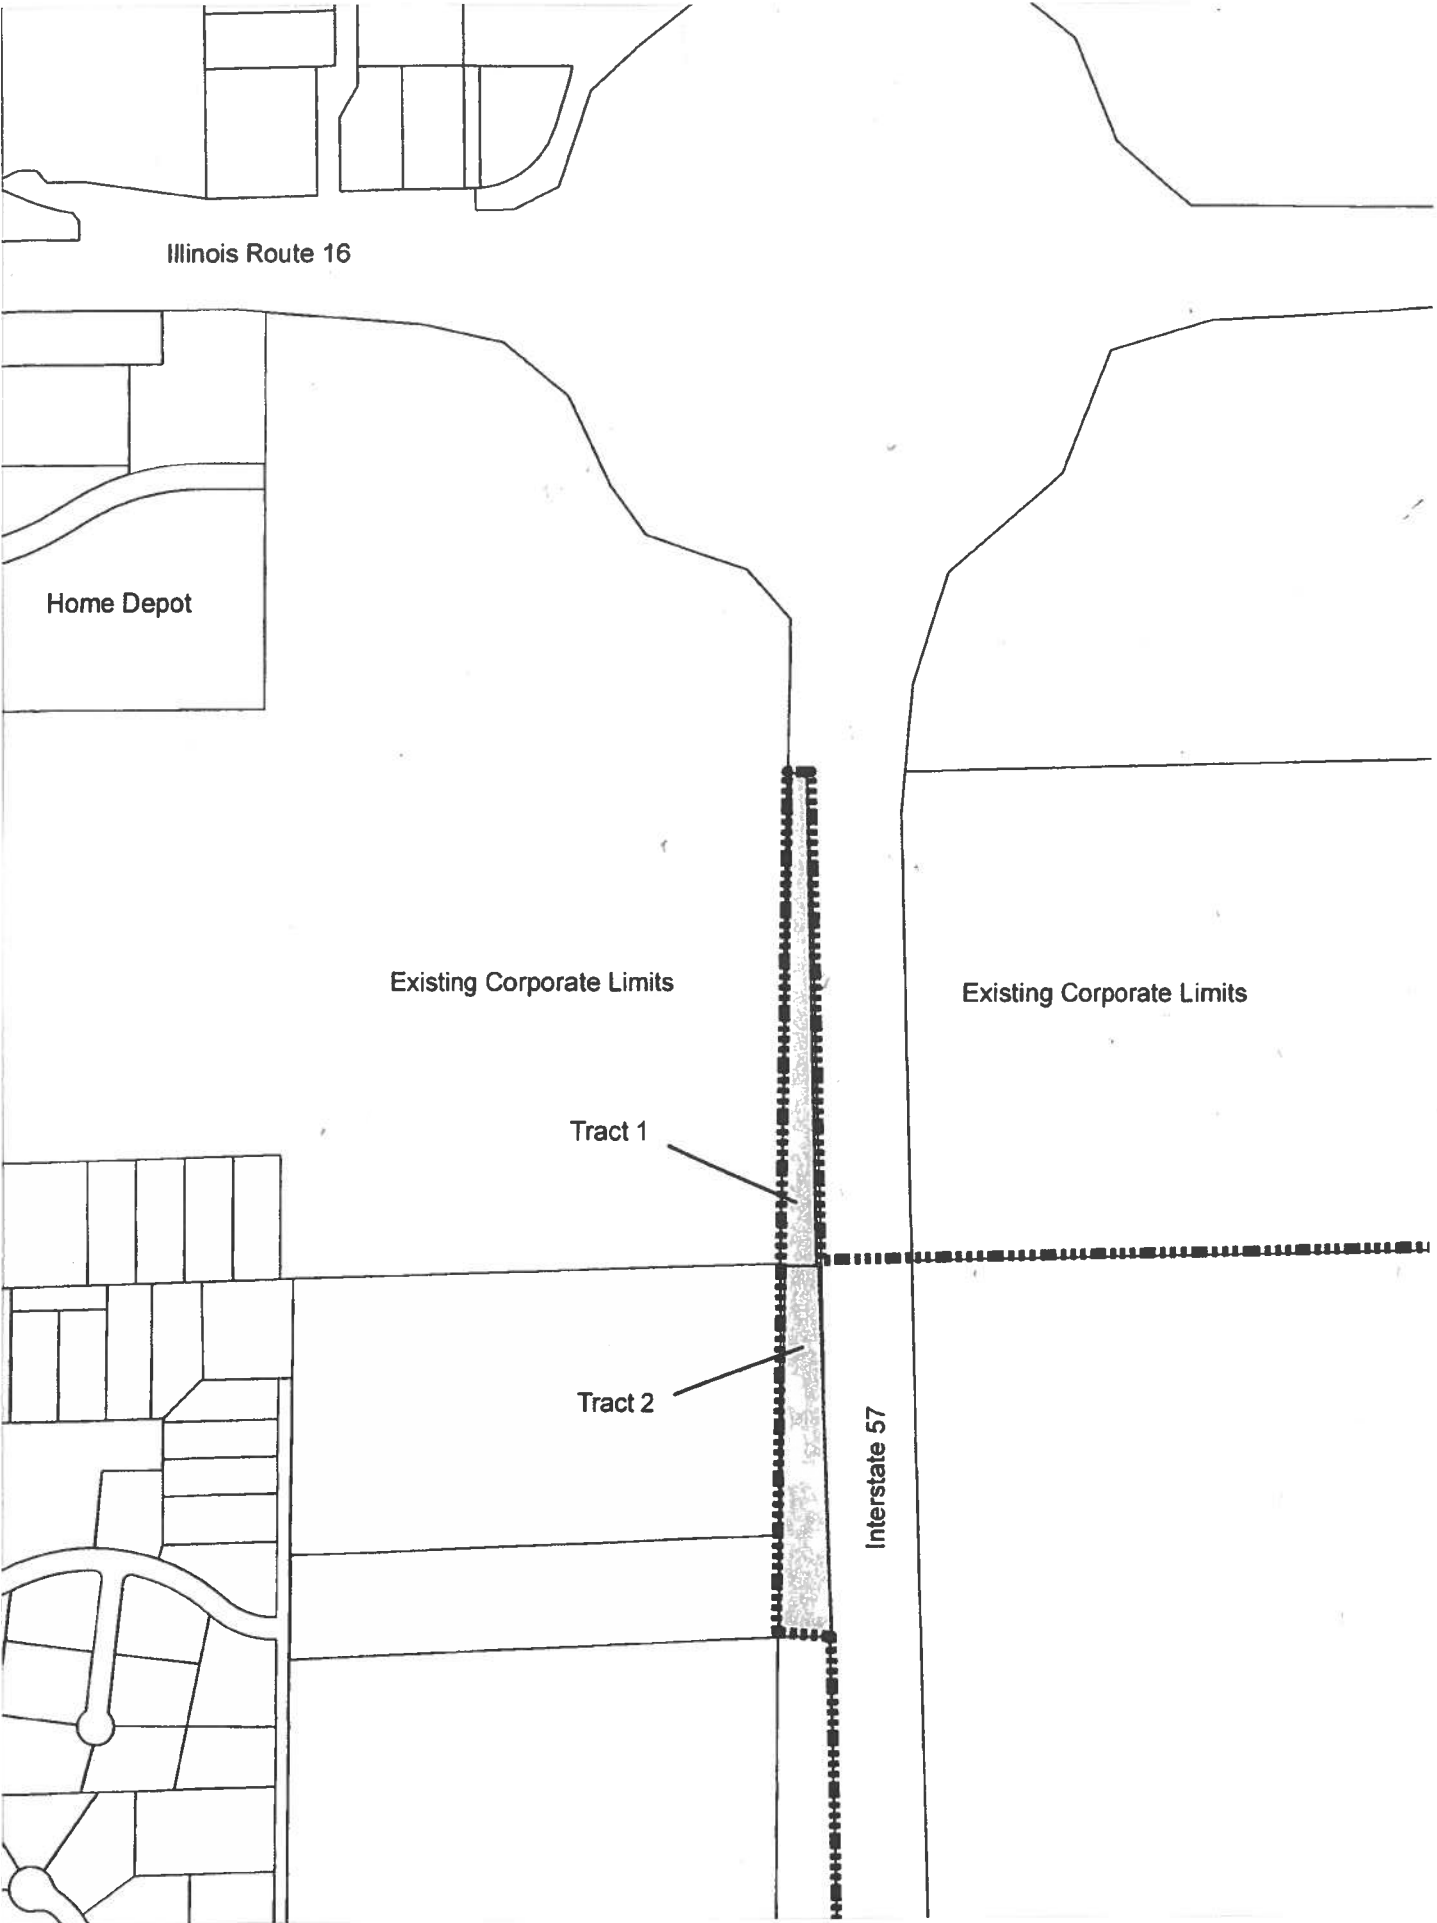 Illinois Route 16
Home Depot
Existing Corporate Limits
Existing Corporate Limits
Tract 1
Tract 2
Interstate 57